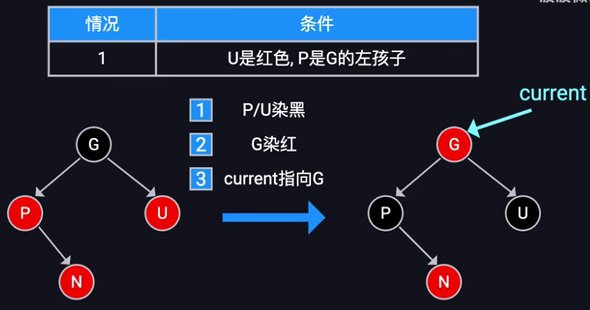 情况 条件
1 U是红色, P是G的左孩子
1 P/U染黑
2 G染红
3 current指向G
current
G G
P U P U
N N